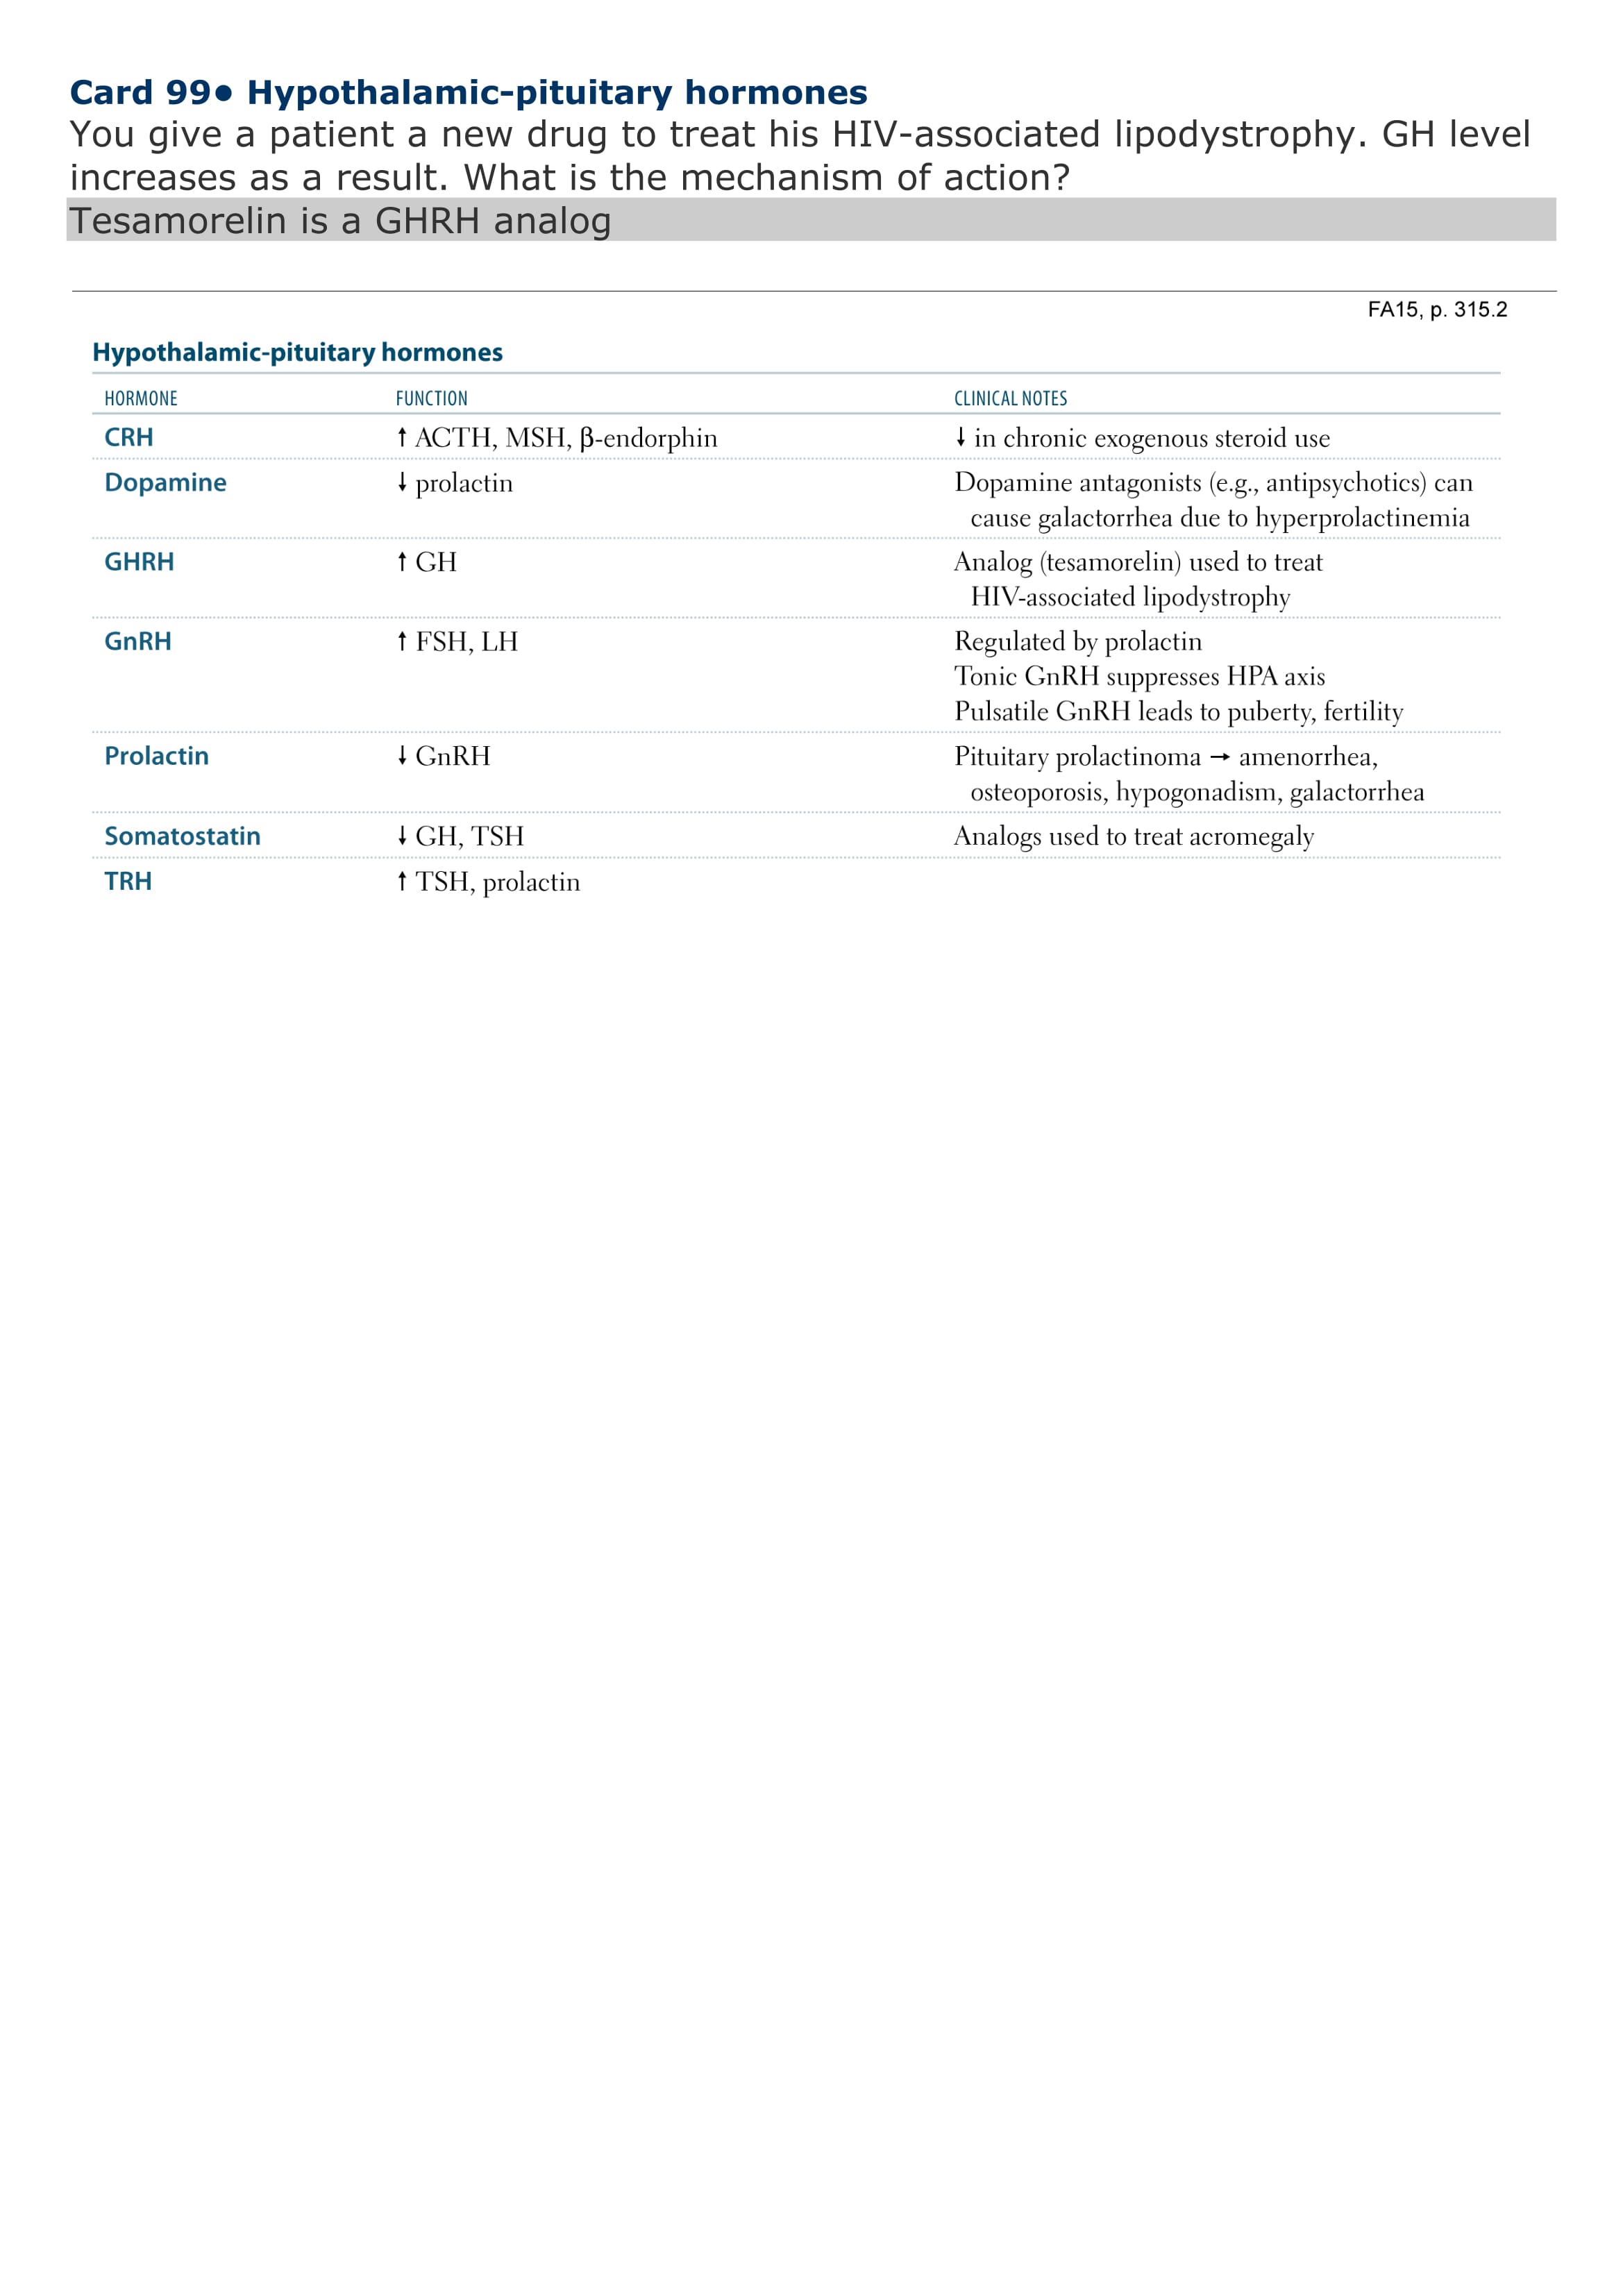 Card 99• Hypothalamic-pituitary hormones
You give a patient a new drug to treat his HIV-associated lipodystrophy. GH level
increases as a result. What is the mechanism of action?
Tesamorelin is a GHRH analog
FA15, p. 315.2
Hypothalamic-pituitary hormones
HORMONE FUNCTION CLINICAL NOTES
CRH ↑ ACTH, MSH, β-endorphin ↓ in chronic exogenous steroid use
Dopamine ↓ prolactin Dopamine antagonists (e.g., antipsychotics) can
cause galactorrhea due to hyperprolactinemia
GHRH ↑ GH Analog (tesamorelin) used to treat
HIV-associated lipodystrophy
GnRH ↑ FSH, LH Regulated by prolactin
Tonic GnRH suppresses HPA axis
Pulsatile GnRH leads to puberty, fertility
Prolactin ↓ GnRH Pituitary prolactinoma → amenorrhea,
osteoporosis, hypogonadism, galactorrhea
Somatostatin ↓ GH, TSH Analogs used to treat acromegaly
TRH ↑ TSH, prolactin